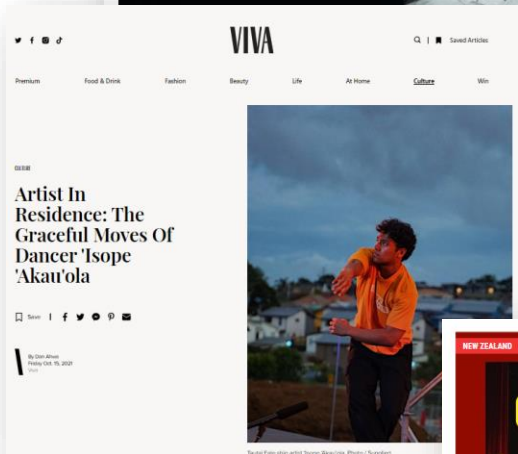 VIVA
Saved Articles
Premium
Food & Drink
Fashion
Beauty
Life
At Home
Culture
Win
Artist In
Residence: The
Graceful Moves Of
Dancer 'Isope
'Akau'ola
Save
By Dan Ahwa
Friday Oct. 15, 2021
Viva
NEW ZEALAND